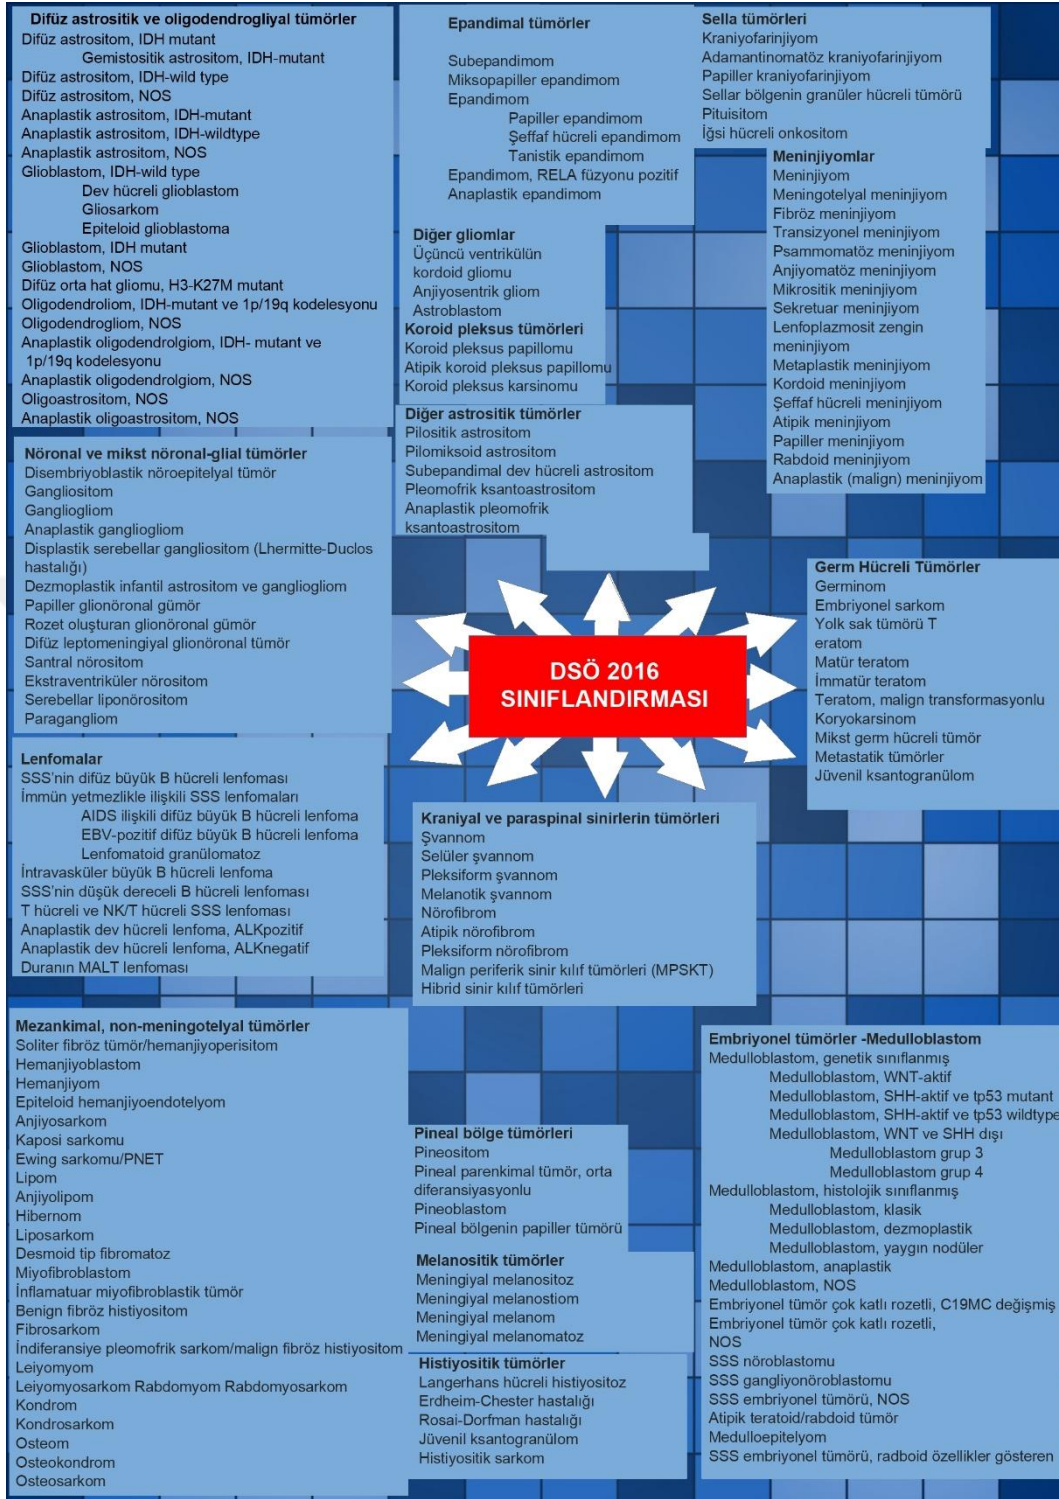 Difüz astrositik ve oligodendrogliyal tümörler
Difüz astrositom, IDH mutant
Gemistositik astrositom, IDH-mutant
Difüz astrositom, IDH-wild type
Difüz astrositom, NOS
Anaplastik astrositom, IDH-mutant
Anaplastik astrositom, IDH-wildtype
Anaplastik astrositom, NOS
Glioblastom, IDH-wild type
Dev hücreli glioblastom
Gliosarkom
Epiteloid glioblastoma
Glioblastom, IDH mutant
Glioblastom, NOS
Difüz orta hat gliomu, H3-K27M mutant
Oligodendroliom, IDH-mutant ve 1p/19q kodelesyonu
Oligodendrogliom, NOS
Anaplastik oligodendrolgiom, IDH- mutant ve
1p/19q kodelesyonu
Anaplastik oligodendrolgiom, NOS
Oligoastrositom, NOS
Anaplastik oligoastrositom, NOS
Epandimal tümörler
Subepandimom
Miksopapiller epandimom
Epandimom
Papiller epandimom
Şeffaf hücreli epandimom
Tanistik epandimom
Epandimom, RELA füzyonu pozitif
Anaplastik epandimom
Sella tümörleri
Kraniyofarinjiyom
Adamantinomatöz kraniyofarinjiyom
Papiller kraniyofarinjiyom
Sellar bölgenin granüler hücreli tümörü
Pituisitom
İğsi hücreli onkositom
Meninjiyomlar
Meninjiyom
Meningotelyal meninjiyom
Fibröz meninjiyom
Transizyonel meninjiyom
Psammomatöz meninjiyom
Anjiyomatöz meninjiyom
Mikrositik meninjiyom
Sekretuar meninjiyom
Lenfoplazmosit zengin
meninjiyom
Metaplastik meninjiyom
Kordoid meninjiyom
Şeffaf hücreli meninjiyom
Atipik meninjiyom
Papiller meninjiyom
Rabdoid meninjiyom
Anaplastik (malign) meninjiyom
Diğer gliomlar
Üçüncü ventrikülün
kordoid gliomu
Anjiyosentrik gliom
Astroblastom
Koroid pleksus tümörleri
Koroid pleksus papillomu
Atipik koroid pleksus papillomu
Koroid pleksus karsinomu
Diğer astrositik tümörler
Pilositik astrositom
Pilomiksoid astrositom
Subepandimal dev hücreli astrositom
Pleomofrik ksantoastrositom
Anaplastik pleomofrik
ksantoastrositom
Nöronal ve mikst nöronal-glial tümörler
Disembriyoblastik nöroepitelyal tümör
Gangliositom
Gangliogliom
Anaplastik gangliogliom
Displastik serebellar gangliositom (Lhermitte-Duclos
hastalığı)
Dezmoplastik infantil astrositom ve gangliogliom
Papiller glionöronal gümör
Rozet oluşturan glionöronal gümör
Difüz leptomeningiyal glionöronal tümör
Santral nörositom
Ekstraventriküler nörositom
Serebellar liponörositom
Paragangliom
DSÖ 2016
SINIFLANDIRMASI
Germ Hücreli Tümörler
Germinom
Embriyonel sarkom
Yolk sak tümörü T
eratom
Matür teratom
İmmatür teratom
Teratom, malign transformasyonlu
Koryokarsinom
Mikst germ hücreli tümör
Metastatik tümörler
Jüvenil ksantogranülom
Lenfomalar
SSS'nin difüz büyük B hücreli lenfoması
İmmün yetmezlikle ilişkili SSS lenfomaları
AIDS ilişkili difüz büyük B hücreli lenfoma
EBV-pozitif difüz büyük B hücreli lenfoma
Lenfomatoid granülomatoz
İntravasküler büyük B hücreli lenfoma
SSS'nin düşük dereceli B hücreli lenfoması
T hücreli ve NK/T hücreli SSS lenfoması
Anaplastik dev hücreli lenfoma, ALKpozitif
Anaplastik dev hücreli lenfoma, ALKnegatif
Duranın MALT lenfoması
Kraniyal ve paraspinal sinirlerin tümörleri
Şvannom
Selüler şvannom
Pleksiform şvannom
Melanotik şvannom
Nörofibrom
Atipik nörofibrom
Pleksiform nörofibrom
Malign periferik sinir kılıf tümörleri (MPSKT)
Hibrid sinir kılıf tümörleri
Mezankimal, non-meningotelyal tümörler
Soliter fibröz tümör/hemanjiyoperisitom
Hemanjiyoblastom
Hemanjiyom
Epiteloid hemanjiyoendotelyom
Anjiyosarkom
Kaposi sarkomu
Ewing sarkomu/PNET
Lipom
Anjiyolipom
Hibernom
Liposarkom
Desmoid tip fibromatoz
Miyofibroblastom
İnflamatuar miyofibroblastik tümör
Benign fibröz histiyositom
Fibrosarkom
İndiferansiye pleomofrik sarkom/malign fibröz histiyositom
Leiyomyom
Leiyomyosarkom Rabdomyom Rabdomyosarkom
Kondrom
Kondrosarkom
Osteom
Osteokondrom
Osteosarkom
Pineal bölge tümörleri
Pineositom
Pineal parenkimal tümör, orta
diferansiyasyonlu
Pineoblastom
Pineal bölgenin papiller tümörü
Melanositik tümörler
Meningiyal melanositoz
Meningiyal melanostiom
Meningiyal melanom
Meningiyal melanomatoz
Histiyositik tümörler
Langerhans hücreli histiyositoz
Erdheim-Chester hastalığı
Rosai-Dorfman hastalığı
Jüvenil ksantogranülom
Histiyositik sarkom
Embriyonel tümörler -Medulloblastom
Medulloblastom, genetik sınıflanmış
Medulloblastom, WNT-aktif
Medulloblastom, SHH-aktif ve tp53 mutant
Medulloblastom, SHH-aktif ve tp53 wildtype
Medulloblastom, WNT ve SHH dışı
Medulloblastom grup 3
Medulloblastom grup 4
Medulloblastom, histolojik sınıflanmış
Medulloblastom, klasik
Medulloblastom, dezmoplastik
Medulloblastom, yaygın nodüler
Medulloblastom, anaplastik
Medulloblastom, NOS
Embriyonel tümör çok katlı rozetli, C19MC değişmiş
Embriyonel tümör çok katlı rozetli,
NOS
SSS nöroblastomu
SSS gangliyonöroblastomu
SSS embriyonel tümörü, NOS
Atipik teratoid/rabdoid tümör
Medulloepitelyom
SSS embriyonel tümörü, radboid özellikler gösteren